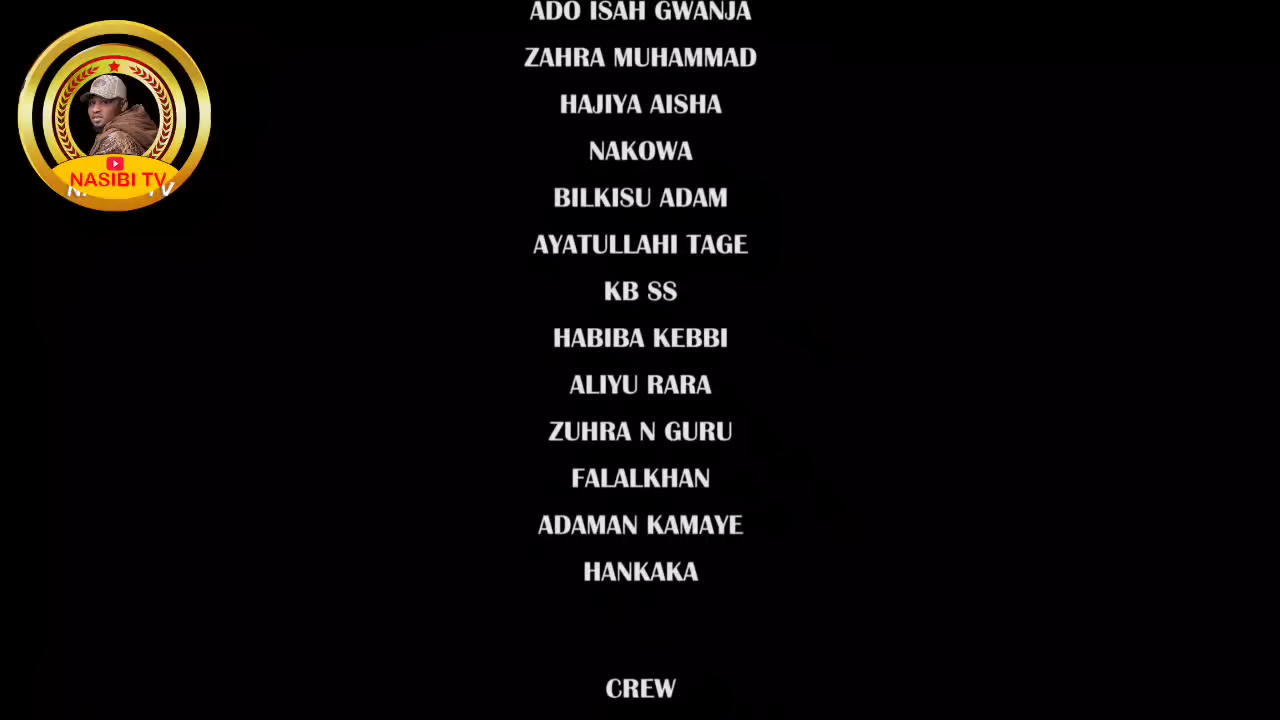 ADO ISAH GWANJA
ZAHRA MUHAMMAD
HAJIYA AISHA
NAKOWA
BILKISU ADAM
AYATULLAHI TAGE
KB SS
HABIBA KEBBI
ALIYU RARA
ZUHRA N GURU
FALALKHAN
ADAMAN KAMAYE
HANKAKA
CREW
NASIBI TV